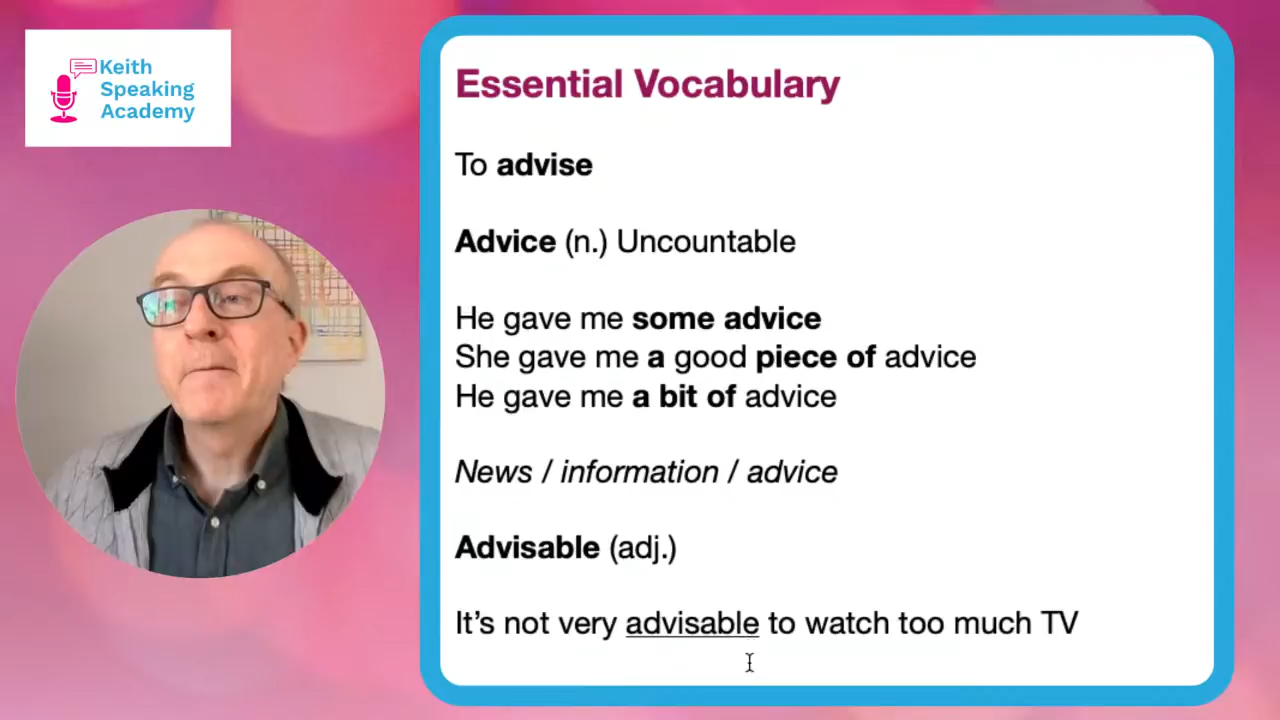 Keith
Speaking
Academy
Essential Vocabulary
To advise
Advice (n.) Uncountable
He gave me some advice
She gave me a good piece of advice
He gave me a bit of advice
News / information / advice
Advisable (adj.)
It’s not very advisable to watch too much TV